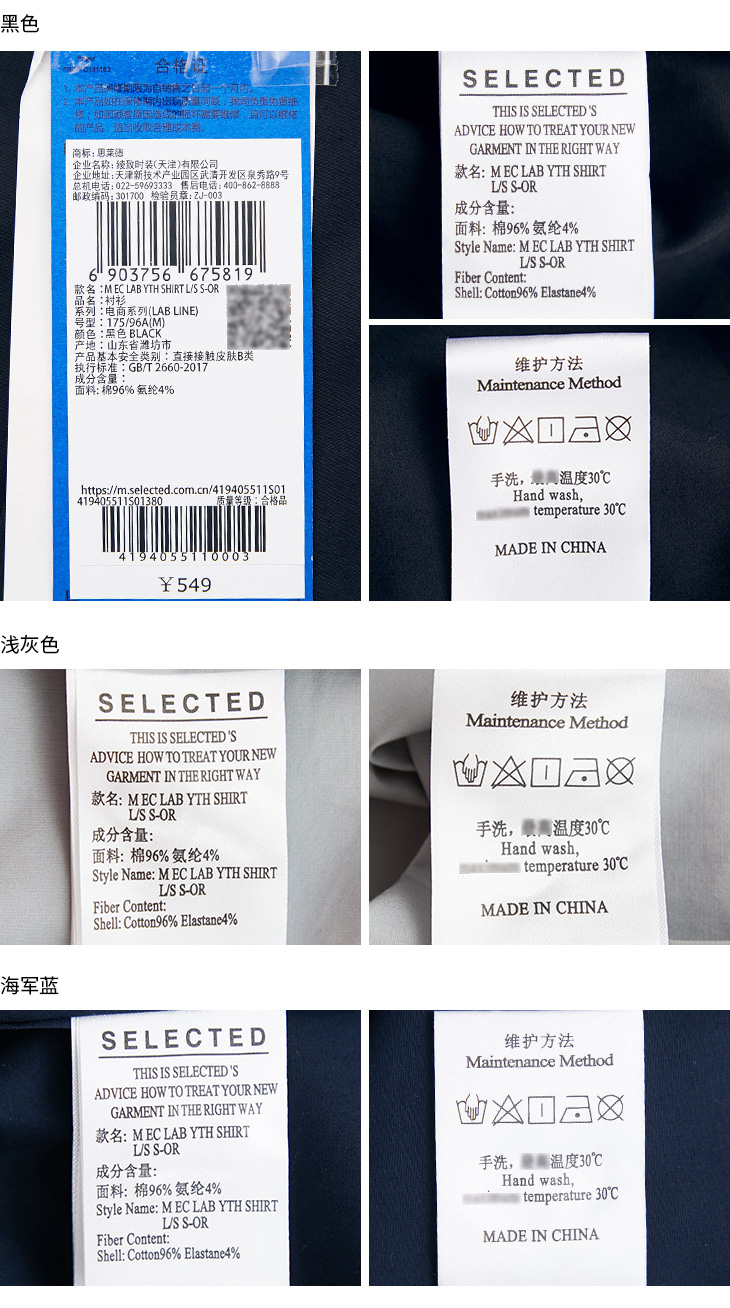 黑色
合格证
1. 本产品保修期限为自销售之日起一个月内。
2. 本产品如在保修期内出现质量问题，我司负责免费维
修；如因顾客原因造成的损坏而能要维修，且可以维修
的产品，适当收取合理成本费。
商标：思莱德
企业名称：绫致时装(天津)有限公司
企业地址：天津新技术产业园区武清开发区泉秀路9号
总机电话：022-59693333 售后电话：400-862-8888
邮政编码：301700 检验员章：ZJ-003
6 903756 675819
款名：M EC LAB YTH SHIRT L/S S-OR
品名：衬衫
系列：电商系列(LAB LINE)
号型：175/96A(M)
颜色：黑色 BLACK
产地：山东省潍坊市
产品基本安全类别：直接接触皮肤B类
执行标准：GB/T 2660-2017
成分含量：
面料: 棉96% 氨纶4%
https://m.selected.com.cn/419405511S01
419405511S01380 质量等级：合格品
4194055110003
￥549
SELECTED
THIS IS SELECTED'S
ADVICE HOW TO TREAT YOUR NEW
GARMENT IN THE RIGHT WAY
款名: M EC LAB YTH SHIRT
L/S S-OR
成分含量:
面料: 棉96% 氨纶4%
Style Name: M EC LAB YTH SHIRT
L/S S-OR
Fiber Content:
Shell: Cotton96% Elastane4%
维护方法
Maintenance Method
手洗，最高温度30℃
Hand wash,
maximum temperature 30℃
MADE IN CHINA
浅灰色
SELECTED
THIS IS SELECTED'S
ADVICE HOW TO TREAT YOUR NEW
GARMENT IN THE RIGHT WAY
款名: M EC LAB YTH SHIRT
L/S S-OR
成分含量:
面料: 棉96% 氨纶4%
Style Name: M EC LAB YTH SHIRT
L/S S-OR
Fiber Content:
Shell: Cotton96% Elastane4%
维护方法
Maintenance Method
手洗，最高温度30℃
Hand wash,
maximum temperature 30℃
MADE IN CHINA
海军蓝
SELECTED
THIS IS SELECTED'S
ADVICE HOW TO TREAT YOUR NEW
GARMENT IN THE RIGHT WAY
款名: M EC LAB YTH SHIRT
L/S S-OR
成分含量:
面料: 棉96% 氨纶4%
Style Name: M EC LAB YTH SHIRT
L/S S-OR
Fiber Content:
Shell: Cotton96% Elastane4%
维护方法
Maintenance Method
手洗，最高温度30℃
Hand wash,
maximum temperature 30℃
MADE IN CHINA